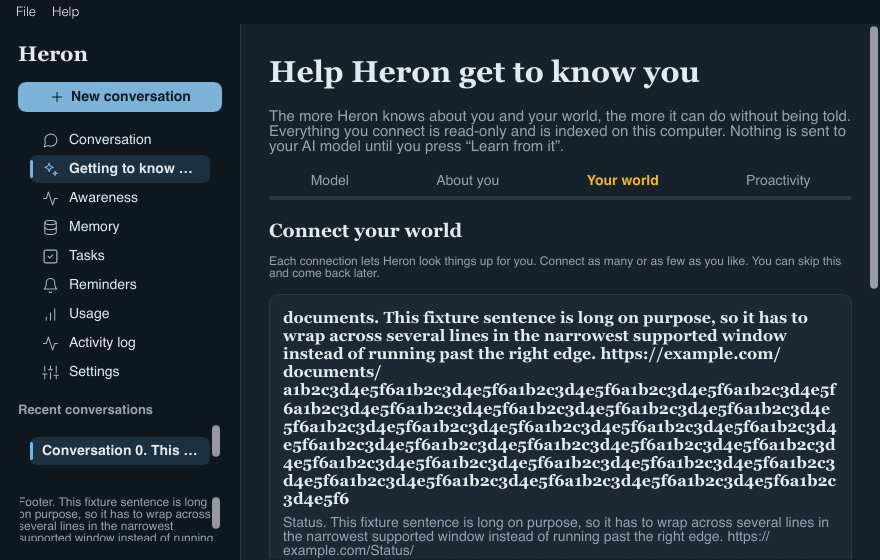 File Help
Heron
New conversation
Conversation
Getting to know ...
Awareness
Memory
Tasks
Reminders
Usage
Activity log
Settings
Recent conversations
Conversation 0. This ...
Footer. This fixture sentence is long
on purpose, so it has to wrap across
several lines in the narrowest
supported window instead of running
Help Heron get to know you
The more Heron knows about you and your world, the more it can do without being told.
Everything you connect is read-only and is indexed on this computer. Nothing is sent to
your AI model until you press “Learn from it”.
Model About you Your world Proactivity
Connect your world
Each connection lets Heron look things up for you. Connect as many or as few as you like. You can skip this
and come back later.
documents. This fixture sentence is long on purpose, so it has to
wrap across several lines in the narrowest supported window
instead of running past the right edge. https://example.com/
documents/
a1b2c3d4e5f6a1b2c3d4e5f6a1b2c3d4e5f6a1b2c3d4e5f6a1b2c3d4e5f
6a1b2c3d4e5f6a1b2c3d4e5f6a1b2c3d4e5f6a1b2c3d4e5f6a1b2c3d4e
5f6a1b2c3d4e5f6a1b2c3d4e5f6a1b2c3d4e5f6a1b2c3d4e5f6a1b2c3d4
e5f6a1b2c3d4e5f6a1b2c3d4e5f6a1b2c3d4e5f6a1b2c3d4e5f6a1b2c3d
4e5f6a1b2c3d4e5f6a1b2c3d4e5f6a1b2c3d4e5f6a1b2c3d4e5f6a1b2c3
d4e5f6a1b2c3d4e5f6a1b2c3d4e5f6a1b2c3d4e5f6a1b2c3d4e5f6a1b2c
3d4e5f6
Status. This fixture sentence is long on purpose, so it has to wrap across several lines in
the narrowest supported window instead of running past the right edge. https://
example.com/Status/